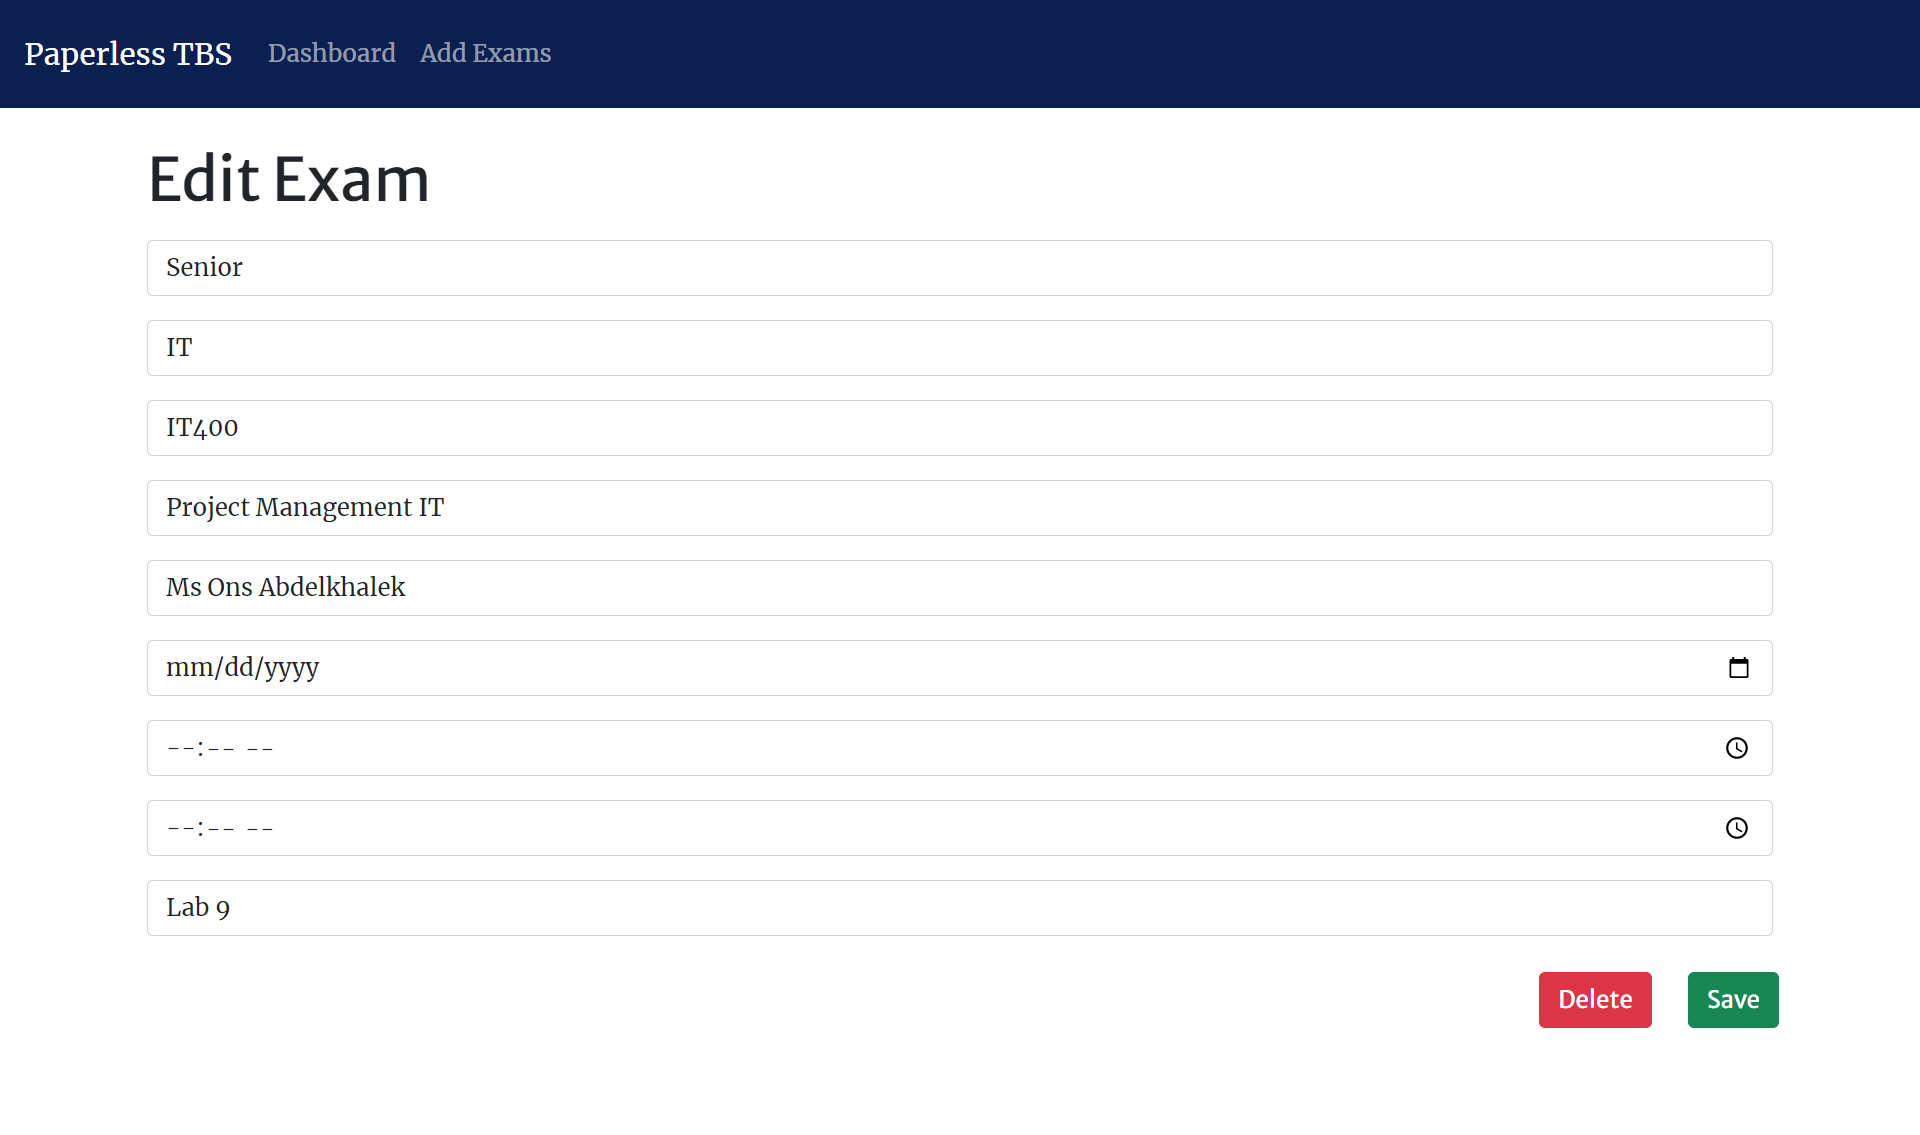 Paperless TBS Dashboard Add Exams
Edit Exam
Senior
IT
IT400
Project Management IT
Ms Ons Abdelkhalek
mm/dd/yyyy
--:-- --
--:-- --
Lab 9
Delete Save